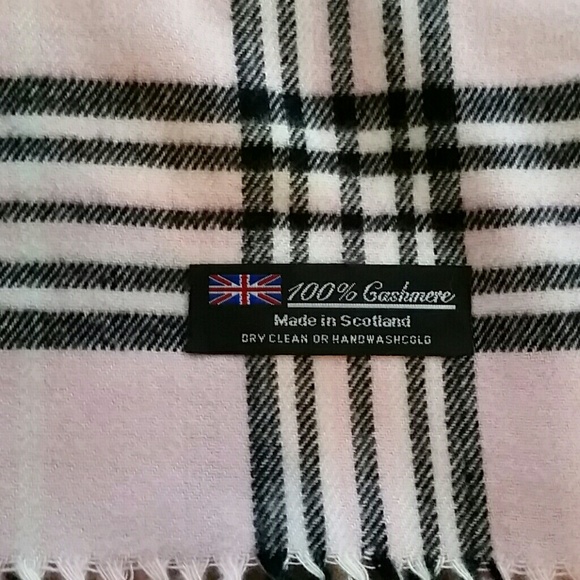 100% Cashmere
Made in Scotland
DRY CLEAN OR HANDWASHCOLD